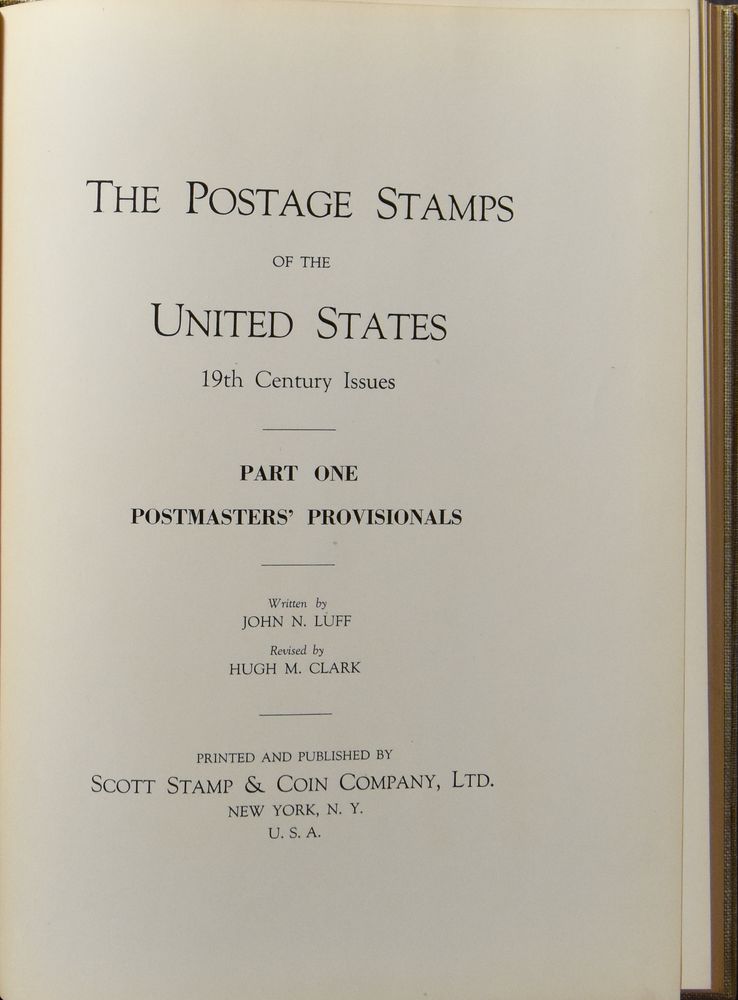 THE POSTAGE STAMPS
OF THE
UNITED STATES
19th Century Issues
PART ONE
POSTMASTERS' PROVISIONALS
Written by
JOHN N. LUFF
Revised by
HUGH M. CLARK
PRINTED AND PUBLISHED BY
SCOTT STAMP & COIN COMPANY, LTD.
NEW YORK, N. Y.
U. S. A.